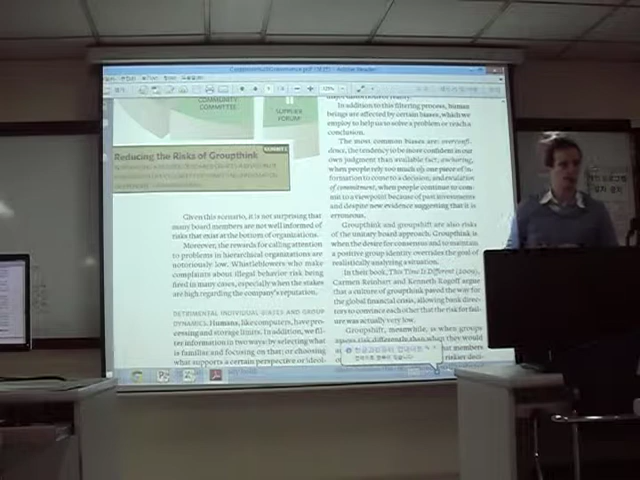 COMMUNITY
COMMITTEE
SUPPLIER
FORUM
Reducing the Risks of Groupthink
Given this scenario, it is not surprising that
many board members are not well informed of
risks that exist at the bottom of organizations.
Moreover, the rewards for calling attention
to problems in hierarchical organizations are
notoriously low. Whistleblowers who make
complaints about illegal behavior risk being
fired in many cases, especially when the stakes
are high regarding the company's reputation.
DETRIMENTAL INDIVIDUAL STATES AND GROUP
DYNAMICS. Humans, like computers, have pro-
cessing and storage limits. In addition, we fil-
ter information in two ways: by selecting what
is familiar and focusing on that; or choosing
what supports a certain perspective or ideol-
In addition to this filtering process, human
beings are affected by certain biases, which we
employ to help us to solve a problem or reach a
conclusion.
The most common biases are: overconfi-
dence, the tendency to be more confident in our
own judgment than available fact; anchoring,
when people rely too much on one piece of in-
formation to come to a decision; and escalation
of commitment, when people continue to com-
mit to a viewpoint because of past investments
and despite new evidence suggesting that it is
erroneous.
Groupthink and groupshift are also risks
of the unitary board approach. Groupthink is
when the desire for consensus and to maintain
a positive group identity overrides the goal of
realistically analyzing a situation.
In their book, This Time Is Different (2009),
Carmen Reinhart and Kenneth Rogoff argue
that a culture of groupthink paved the way for
the global financial crisis, allowing bank direc-
tors to convince each other that the risk for fail-
ure was actually very low.
Groupshift, meanwhile, is when groups
assess risk differently than they would
members
riskier deci-